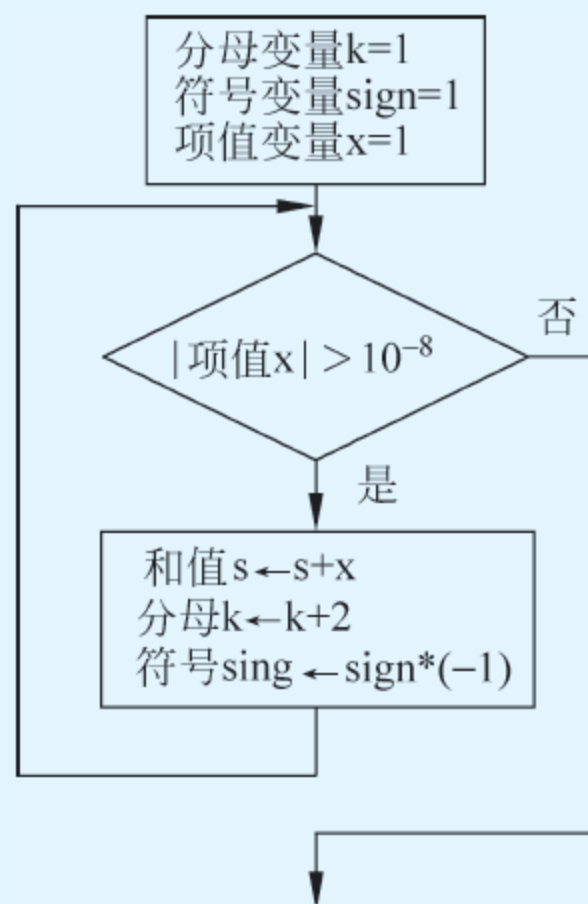 分母变量k=1
符号变量sign=1
项值变量x=1
|项值x| > 10⁻⁸
否
是
和值s←s+x
分母k←k+2
符号sing←sign*(−1)